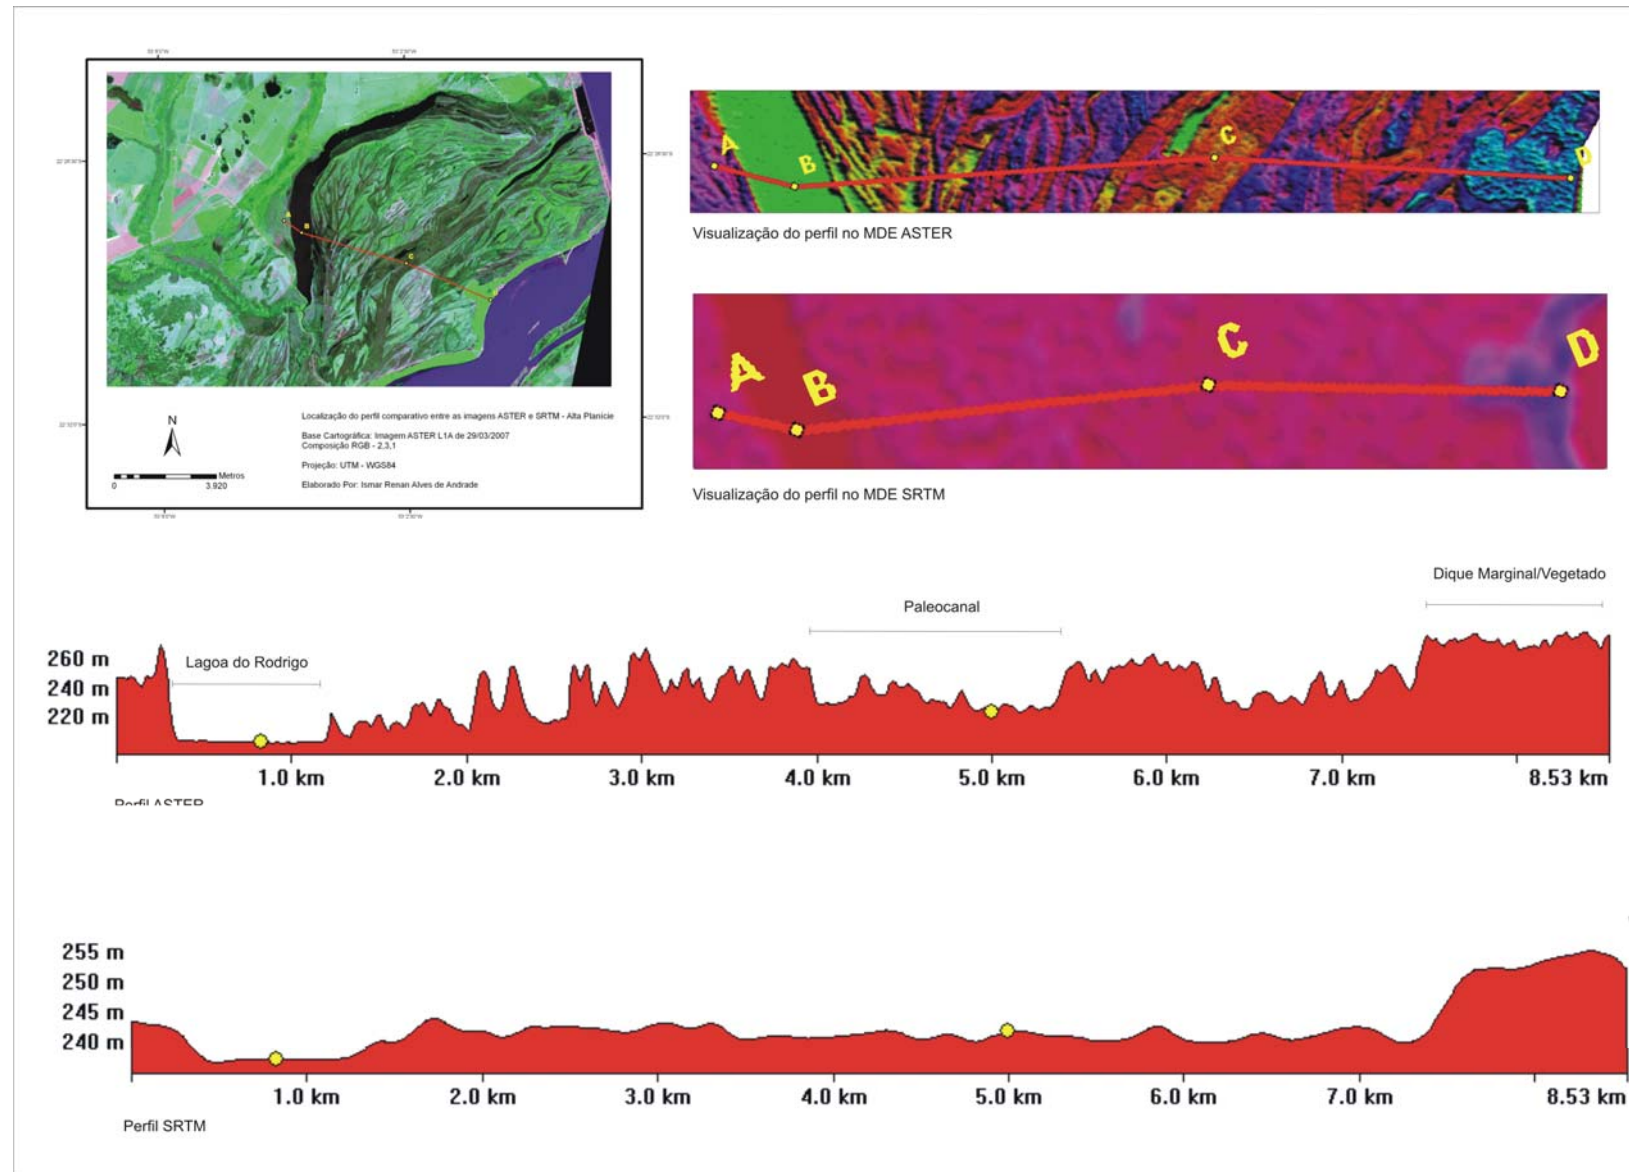 A
B
C
N
Metros
0
3.920
Localização do perfil comparativo entre as imagens ASTER e SRTM - Alta Planície
Base Cartográfica: Imagem ASTER L1A de 29/03/2007
Composição RGB - 2,3,1
Projeção: UTM - WGS84
Elaborado Por: Ismar Renan Alves de Andrade
A
B
C
D
Visualização do perfil no MDE ASTER
A
B
C
D
Visualização do perfil no MDE SRTM
Dique Marginal/Vegetado
Paleocanal
Lagoa do Rodrigo
260 m
240 m
220 m
1.0 km 2.0 km 3.0 km 4.0 km 5.0 km 6.0 km 7.0 km 8.53 km
Perfil ASTER
255 m
250 m
245 m
240 m
1.0 km 2.0 km 3.0 km 4.0 km 5.0 km 6.0 km 7.0 km 8.53 km
Perfil SRTM